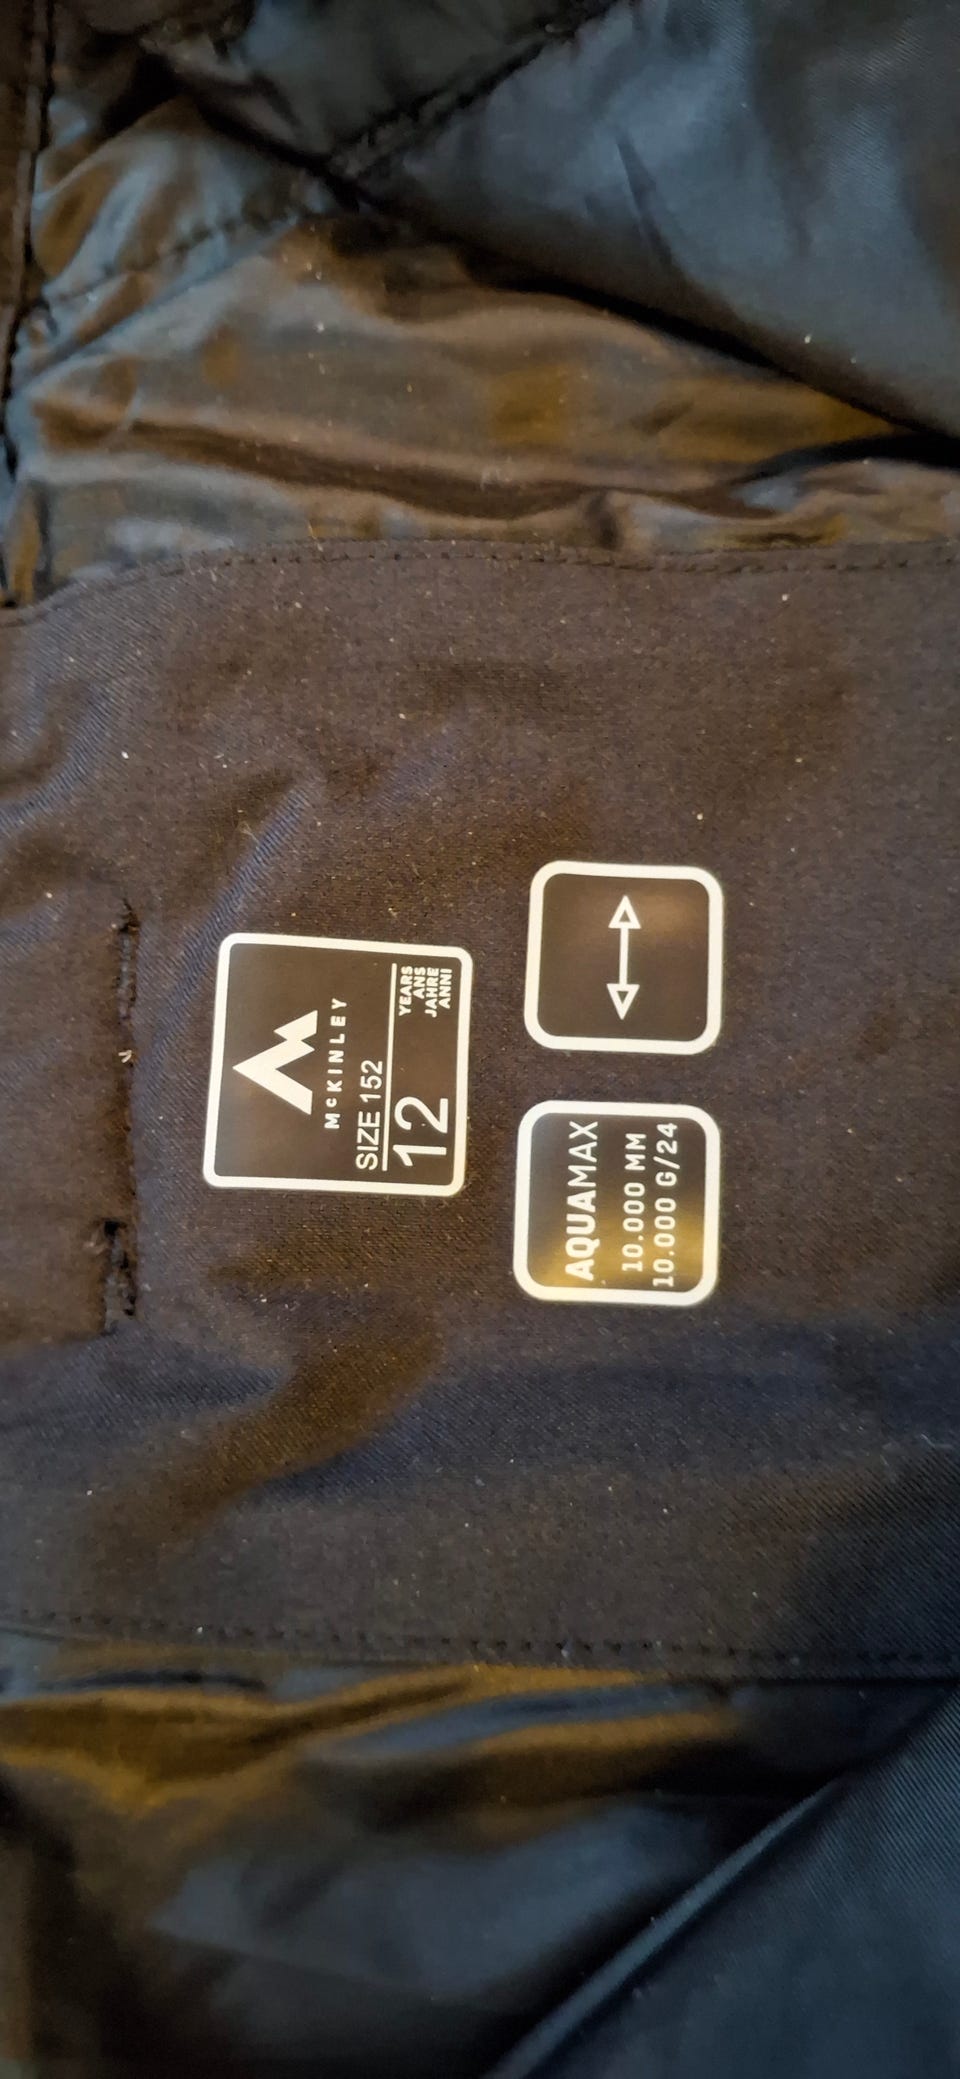 McKINLEY
SIZE 152
12
YEARS
ANS
JAHRE
ANNI
AQUAMAX
10.000 MM
10.000 G/24